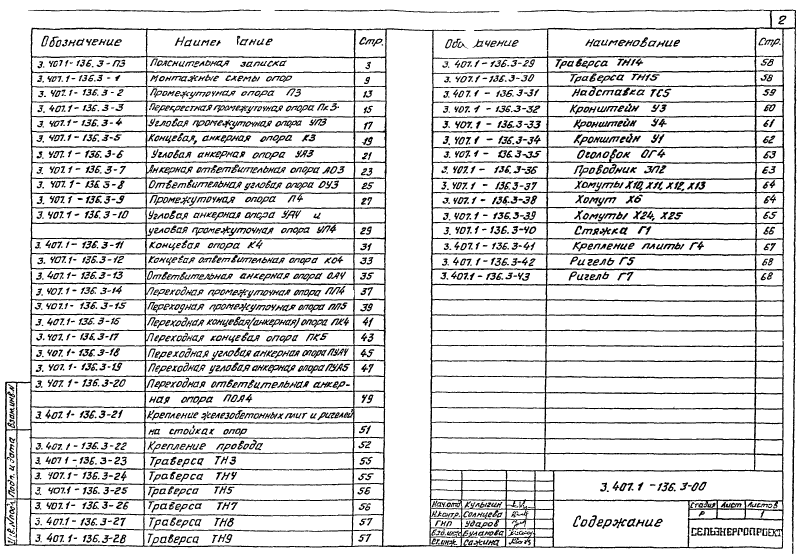 2
Обозначение Наименование Стр.
3.407.1-136.3-ПЗ Пояснительная записка 3
3.407.1-136.3-1 Монтажные схемы опор 9
3.407.1-136.3-2 Промежуточная опора П3 13
3.407.1-136.3-3 Перекрестная промежуточная опора Пк3 15
3.407.1-136.3-4 Угловая промежуточная опора УП3 17
3.407.1-136.3-5 Концевая, анкерная опора К3 19
3.407.1-136.3-6 Угловая анкерная опора УА3 21
3.407.1-136.3-7 Анкерная ответвительная опора АО3 23
3.407.1-136.3-8 Ответвительная угловая опора ОУ3 25
3.407.1-136.3-9 Промежуточная опора П4 27
3.407.1-136.3-10 Угловая анкерная опора УА4 и
угловая промежуточная опора УП4 29
3.407.1-136.3-11 Концевая опора К4 31
3.407.1-136.3-12 Концевая ответвительная опора КО4 33
3.407.1-136.3-13 Ответвительная анкерная опора ОА4 35
3.407.1-136.3-14 Переходная промежуточная опора ПП4 37
3.407.1-136.3-15 Переходная промежуточная опора ПП5 39
3.407.1-136.3-16 Переходная концевая(анкерная) опора ПК4 41
3.407.1-136.3-17 Переходная концевая опора ПК5 43
3.407.1-136.3-18 Переходная угловая анкерная опора ПУА4 45
3.407.1-136.3-19 Переходная угловая анкерная опора ПУА5 47
3.407.1-136.3-20 Переходная ответвительная анкер-
ная опора ПОА4 49
3.407.1-136.3-21 Крепление железобетонных плит и ригелей
на стойках опор 51
3.407.1-136.3-22 Крепление провода 52
3.407.1-136.3-23 Траверса ТН3 55
3.407.1-136.3-24 Траверса ТН4 55
3.407.1-136.3-25 Траверса ТН5 56
3.407.1-136.3-26 Траверса ТН7 56
3.407.1-136.3-27 Траверса ТН8 57
3.407.1-136.3-28 Траверса ТН9 57
Обозначение Наименование Стр.
3.407.1-136.3-29 Траверса ТН14 58
3.407.1-136.3-30 Траверса ТН15 58
3.407.1-136.3-31 Надставка ТС5 59
3.407.1-136.3-32 Кронштейн У3 60
3.407.1-136.3-33 Кронштейн У4 61
3.407.1-136.3-34 Кронштейн У1 62
3.407.1-136.3-35 Оголовок ОГ4 63
3.407.1-136.3-36 Проводник ЗП2 63
3.407.1-136.3-37 Хомуты Х10, Х11, Х12, Х13 64
3.407.1-136.3-38 Хомут Х6 64
3.407.1-136.3-39 Хомуты Х24, Х25 65
3.407.1-136.3-40 Стяжка Г1 66
3.407.1-136.3-41 Крепление плиты Г4 67
3.407.1-136.3-42 Ригель Г5 68
3.407.1-136.3-43 Ригель Г7 68
3.407.1-136.3-00
Нач.отд Кулыгин
Н.контр. Солнцева
ГИП Ударов
Буланова
Ст.инж. Сажина
Содержание
Стадия Лист Листов
Р 1
СЕЛЬЭНЕРГОПРОЕКТ
Инв.№подл. Подп. и дата Взам.инв.№